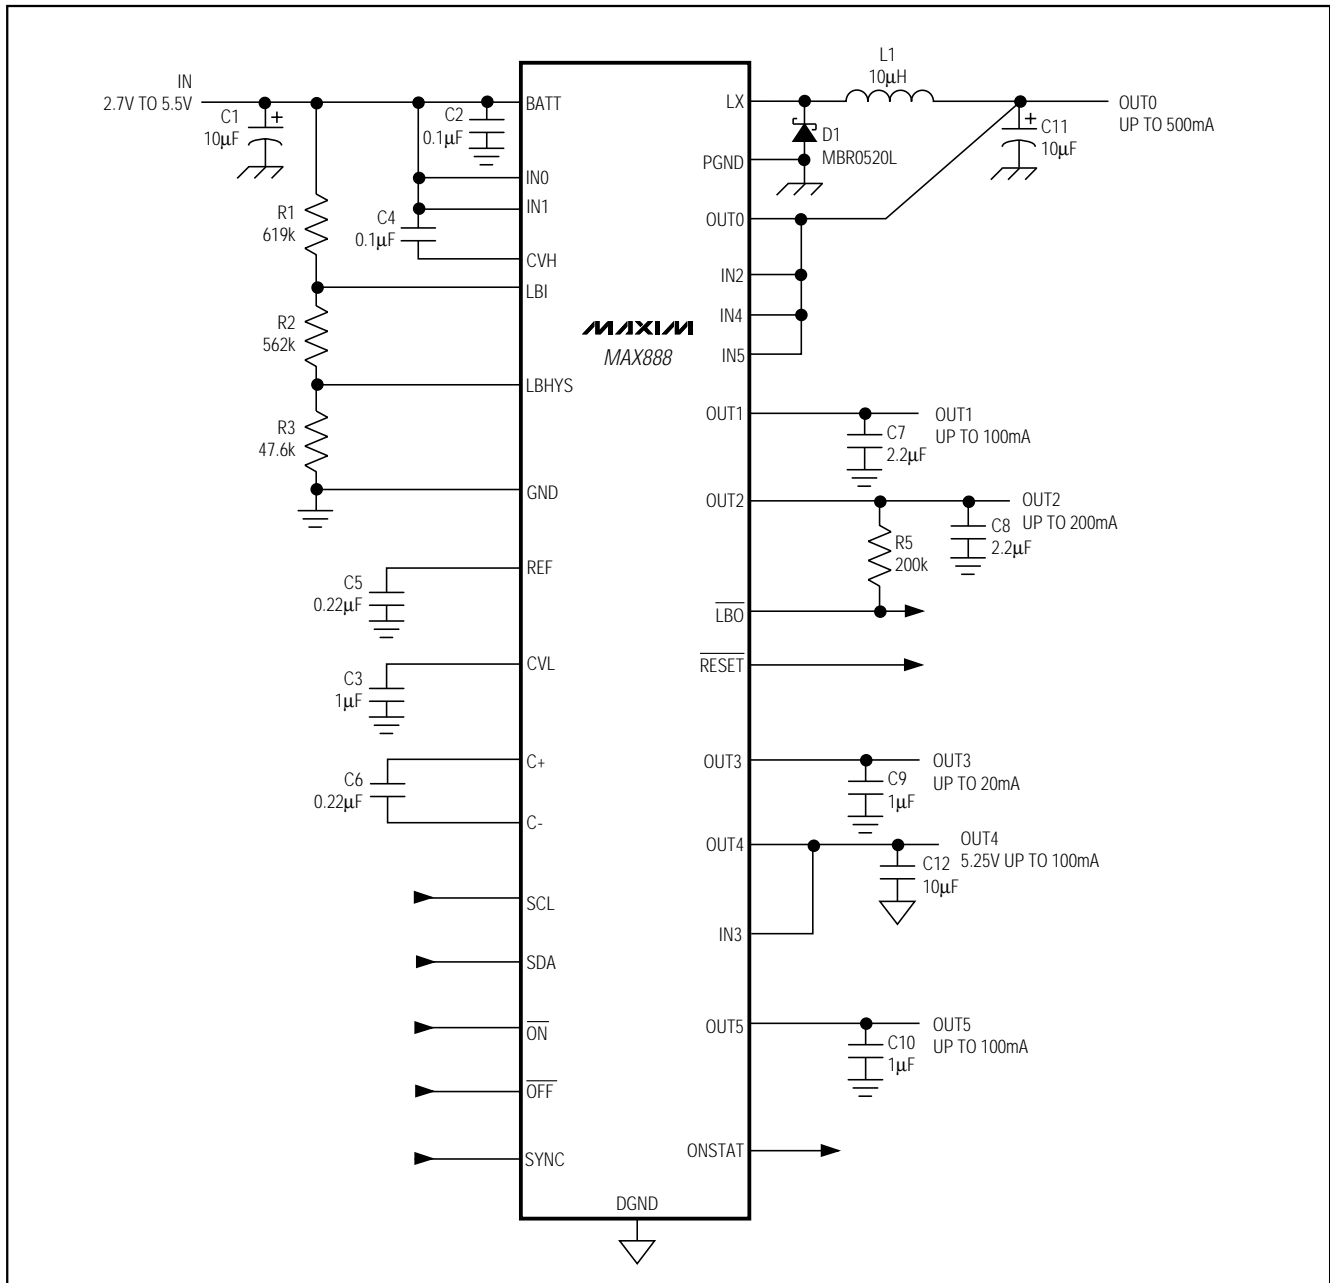 IN
2.7V TO 5.5V
C1
10µF
+
C2
0.1µF
BATT
IN0
IN1
C4
0.1µF
CVH
R1
619k
LBI
R2
562k
LBHYS
R3
47.6k
GND
REF
C5
0.22µF
CVL
C3
1µF
C+
C6
0.22µF
C-
SCL
SDA
ON
OFF
SYNC
MAXIM
MAX888
DGND
L1
10µH
LX
OUT0
UP TO 500mA
D1
MBR0520L
+
C11
10µF
PGND
OUT0
IN2
IN4
IN5
OUT1
OUT1
UP TO 100mA
C7
2.2µF
OUT2
OUT2
UP TO 200mA
C8
2.2µF
R5
200k
LBO
RESET
OUT3
OUT3
UP TO 20mA
C9
1µF
OUT4
OUT4
5.25V UP TO 100mA
C12
10µF
IN3
OUT5
OUT5
UP TO 100mA
C10
1µF
ONSTAT